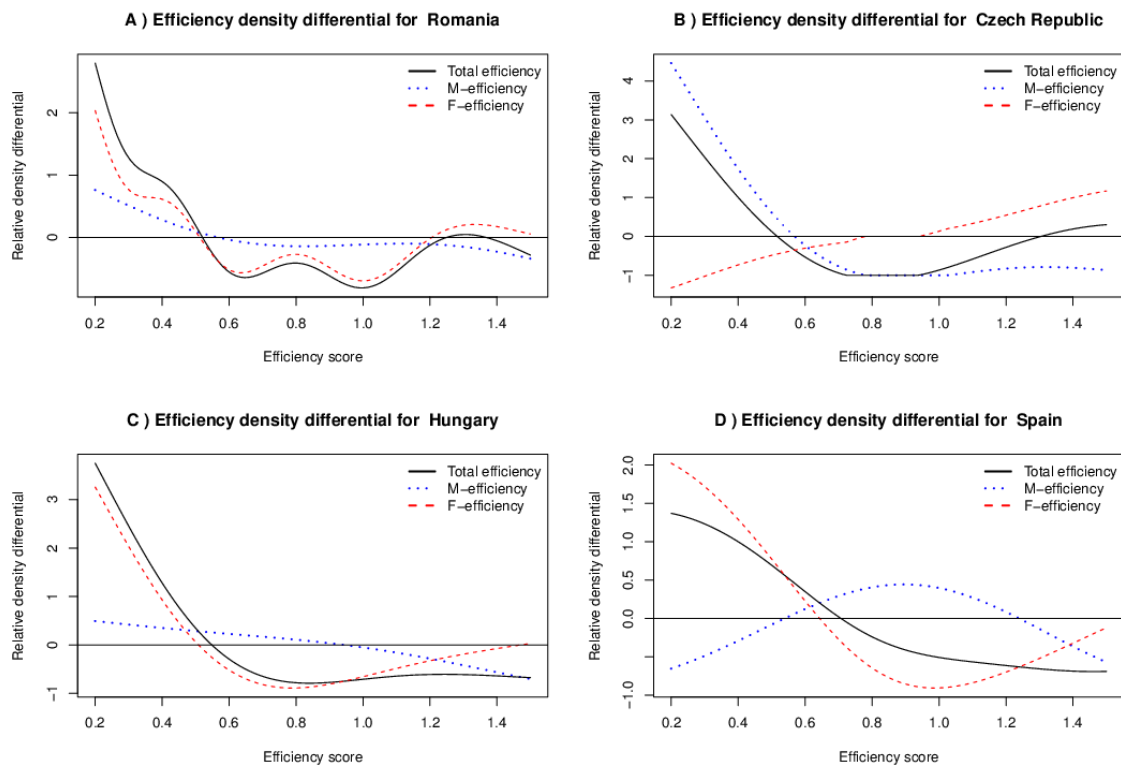 A ) Efficiency density differential for Romania
Relative density differential
2
1
0
Total efficiency
M−efficiency
F−efficiency
0.2 0.4 0.6 0.8 1.0 1.2 1.4
Efficiency score
B ) Efficiency density differential for Czech Republic
Relative density differential
4
3
2
1
0
−1
Total efficiency
M−efficiency
F−efficiency
0.2 0.4 0.6 0.8 1.0 1.2 1.4
Efficiency score
C ) Efficiency density differential for Hungary
Relative density differential
3
2
1
0
−1
Total efficiency
M−efficiency
F−efficiency
0.2 0.4 0.6 0.8 1.0 1.2 1.4
Efficiency score
D ) Efficiency density differential for Spain
Relative density differential
2.0
1.5
1.0
0.5
0.0
−1.0
Total efficiency
M−efficiency
F−efficiency
0.2 0.4 0.6 0.8 1.0 1.2 1.4
Efficiency score